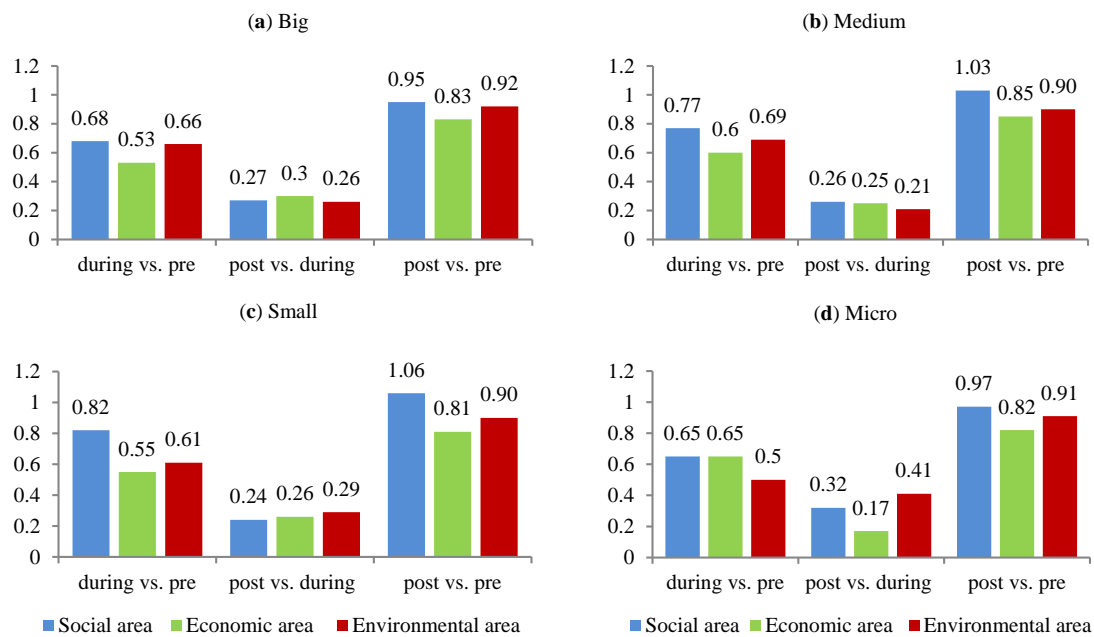 (a) Big
1.2
1
0.8
0.6
0.4
0.2
0
0.68
0.53
0.66
0.27
0.3
0.26
0.95
0.83
0.92
during vs. pre
post vs. during
post vs. pre
(b) Medium
1.2
1
0.8
0.6
0.4
0.2
0
0.77
0.6
0.69
0.26
0.25
0.21
1.03
0.85
0.90
during vs. pre
post vs. during
post vs. pre
(c) Small
1.2
1
0.8
0.6
0.4
0.2
0
0.82
0.55
0.61
0.24
0.26
0.29
1.06
0.81
0.90
during vs. pre
post vs. during
post vs. pre
(d) Micro
1.2
1
0.8
0.6
0.4
0.2
0
0.65
0.65
0.5
0.32
0.17
0.41
0.97
0.82
0.91
during vs. pre
post vs. during
post vs. pre
Social area
Economic area
Environmental area
Social area
Economic area
Environmental area